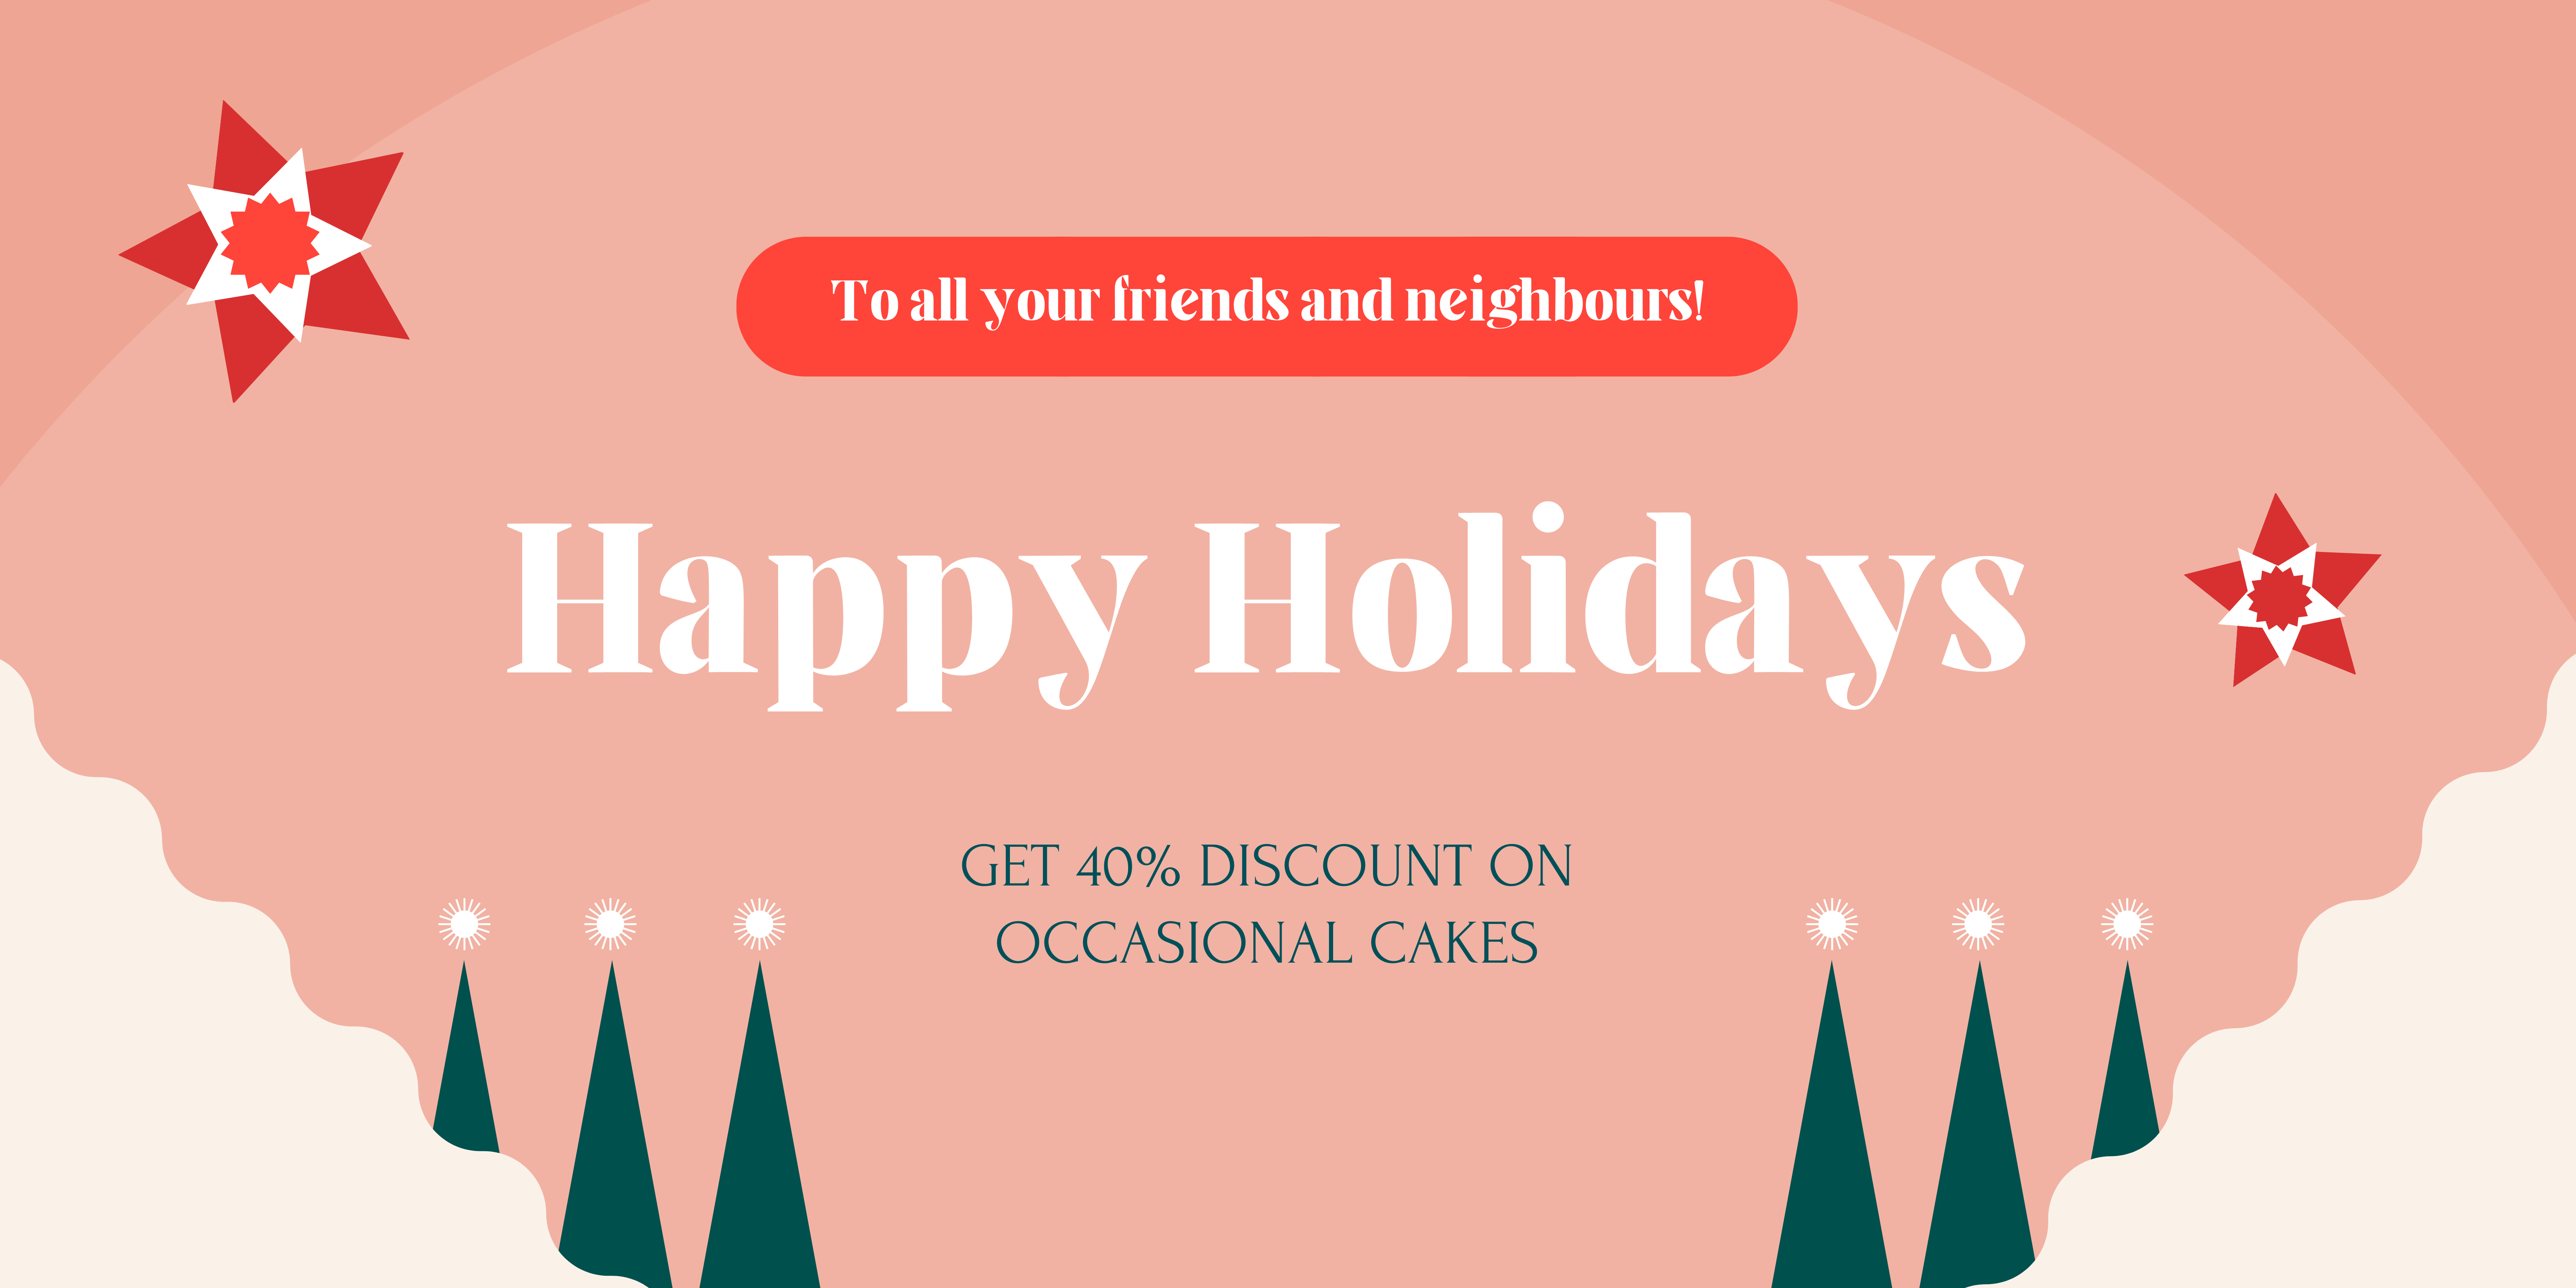 To all your friends and neighbours!
Happy Holidays
GET 40% DISCOUNT ON
OCCASIONAL CAKES